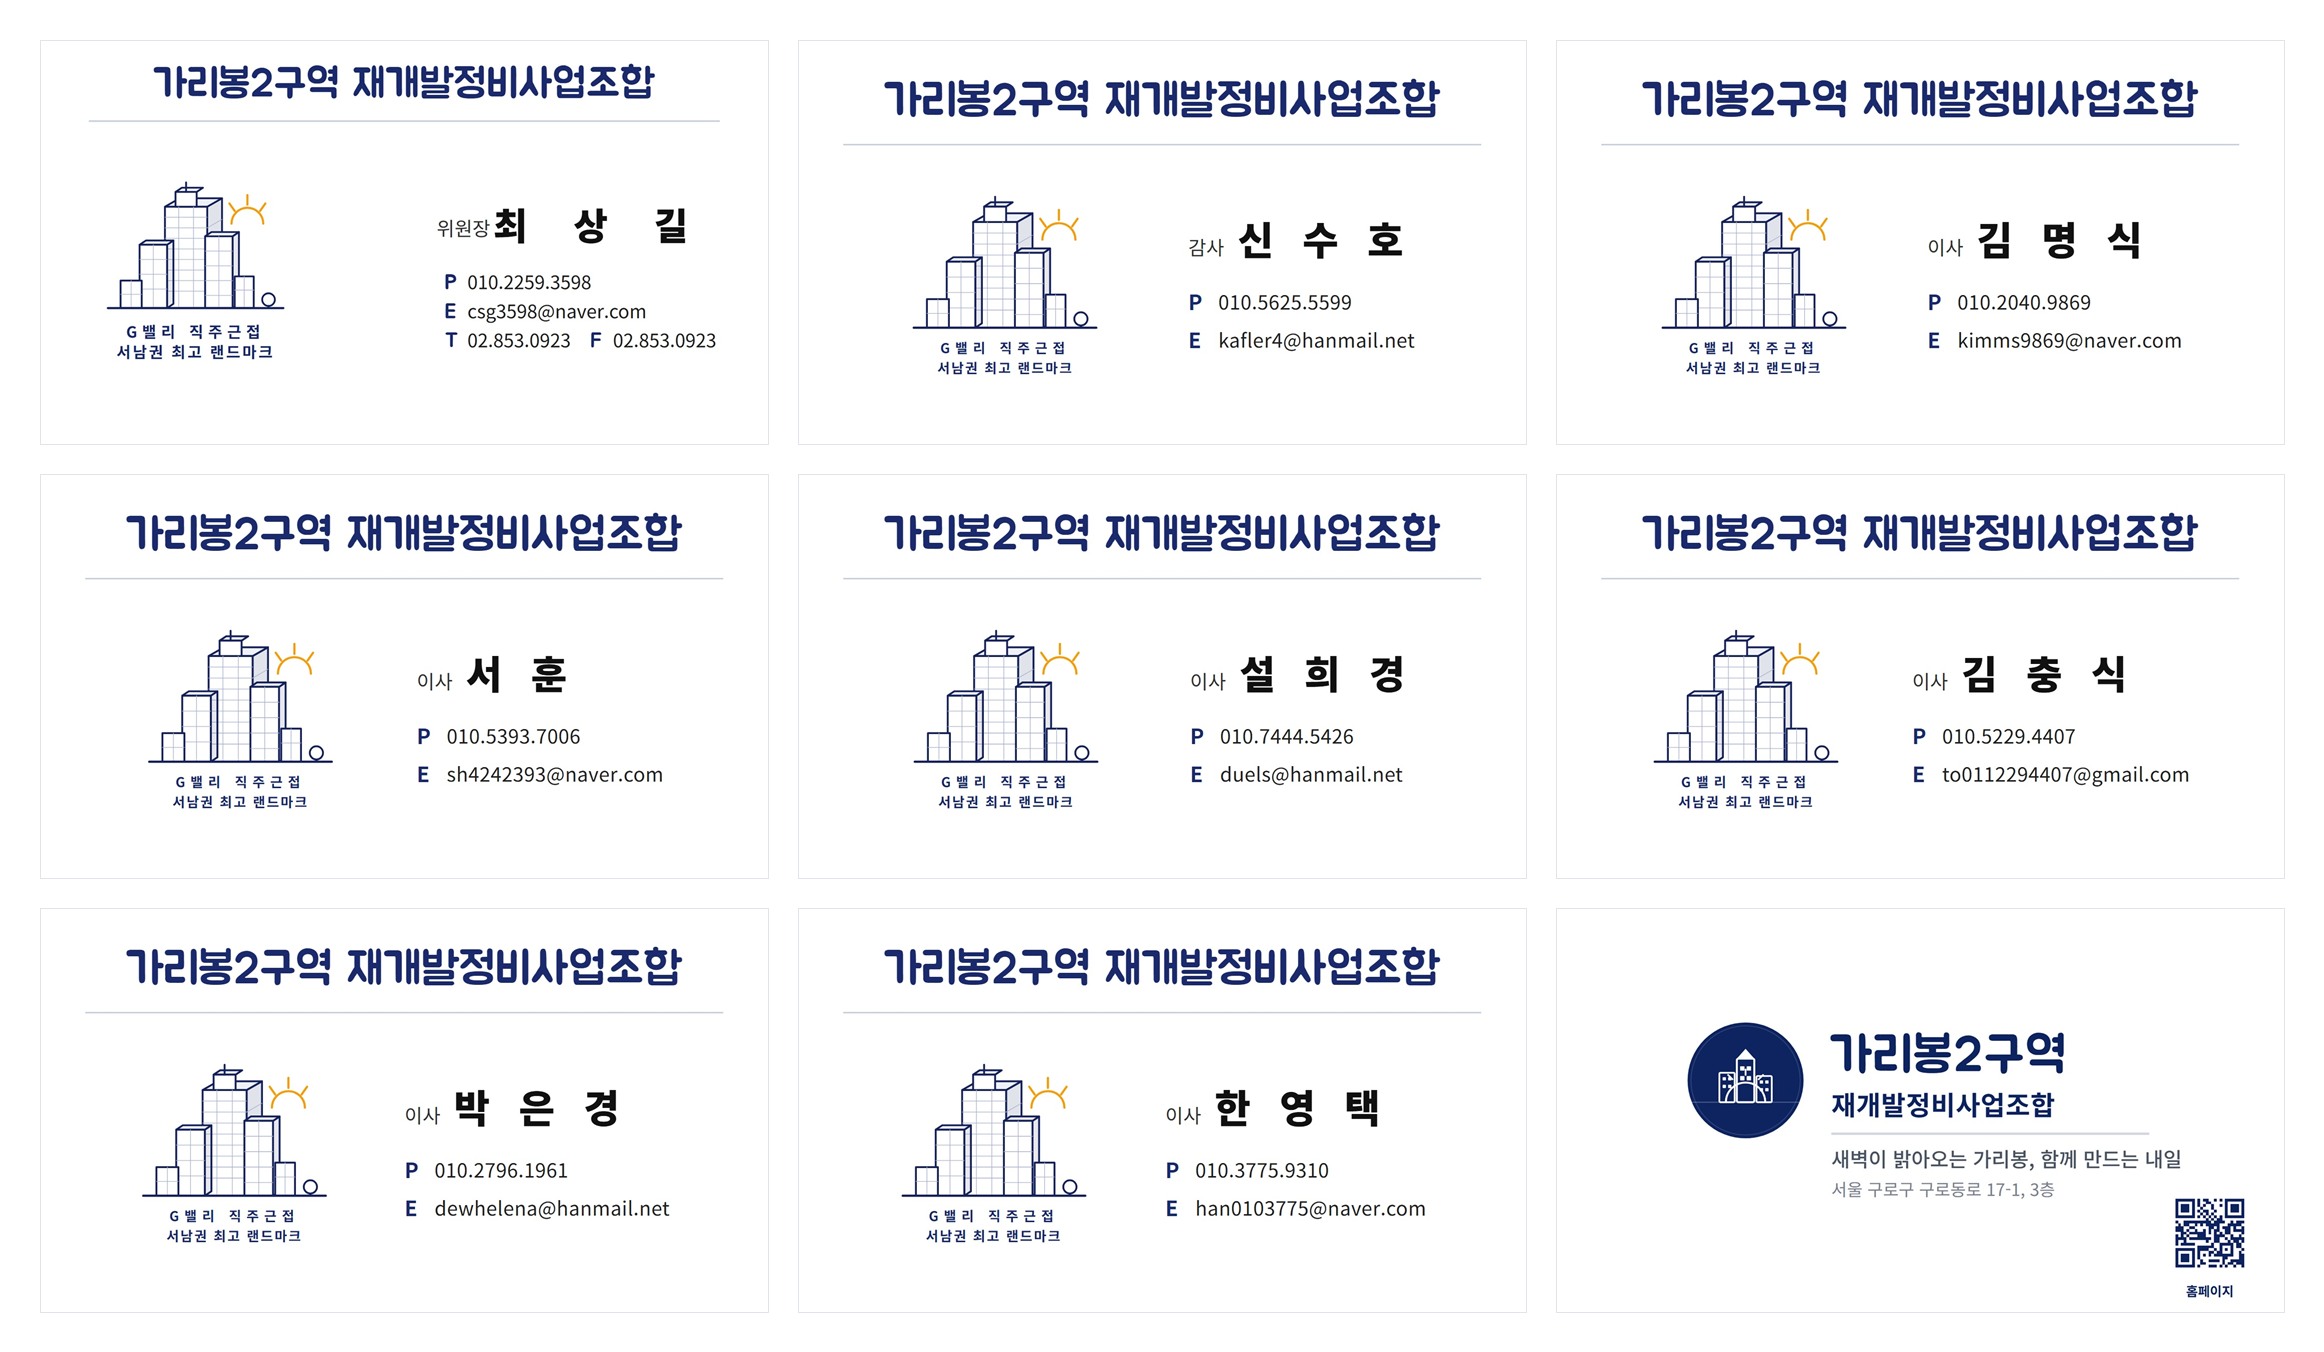 가리봉2구역 재개발정비사업조합
위원장 최 상 길
P 010.2259.3598
E csg3598@naver.com
T 02.853.0923 F 02.853.0923
G밸리 직주근접
서남권 최고 랜드마크
가리봉2구역 재개발정비사업조합
감사 신 수 호
P 010.5625.5599
E kafler4@hanmail.net
G밸리 직주근접
서남권 최고 랜드마크
가리봉2구역 재개발정비사업조합
이사 김 명 식
P 010.2040.9869
E kimms9869@naver.com
G밸리 직주근접
서남권 최고 랜드마크
가리봉2구역 재개발정비사업조합
이사 서 훈
P 010.5393.7006
E sh4242393@naver.com
G밸리 직주근접
서남권 최고 랜드마크
가리봉2구역 재개발정비사업조합
이사 설 희 경
P 010.7444.5426
E duels@hanmail.net
G밸리 직주근접
서남권 최고 랜드마크
가리봉2구역 재개발정비사업조합
이사 김 충 식
P 010.5229.4407
E to0112294407@gmail.com
G밸리 직주근접
서남권 최고 랜드마크
가리봉2구역 재개발정비사업조합
이사 박 은 경
P 010.2796.1961
E dewhelena@hanmail.net
G밸리 직주근접
서남권 최고 랜드마크
가리봉2구역 재개발정비사업조합
이사 한 영 택
P 010.3775.9310
E han0103775@naver.com
G밸리 직주근접
서남권 최고 랜드마크
가리봉2구역
재개발정비사업조합
새벽이 밝아오는 가리봉, 함께 만드는 내일
서울 구로구 구로동로 17-1, 3층
홈페이지